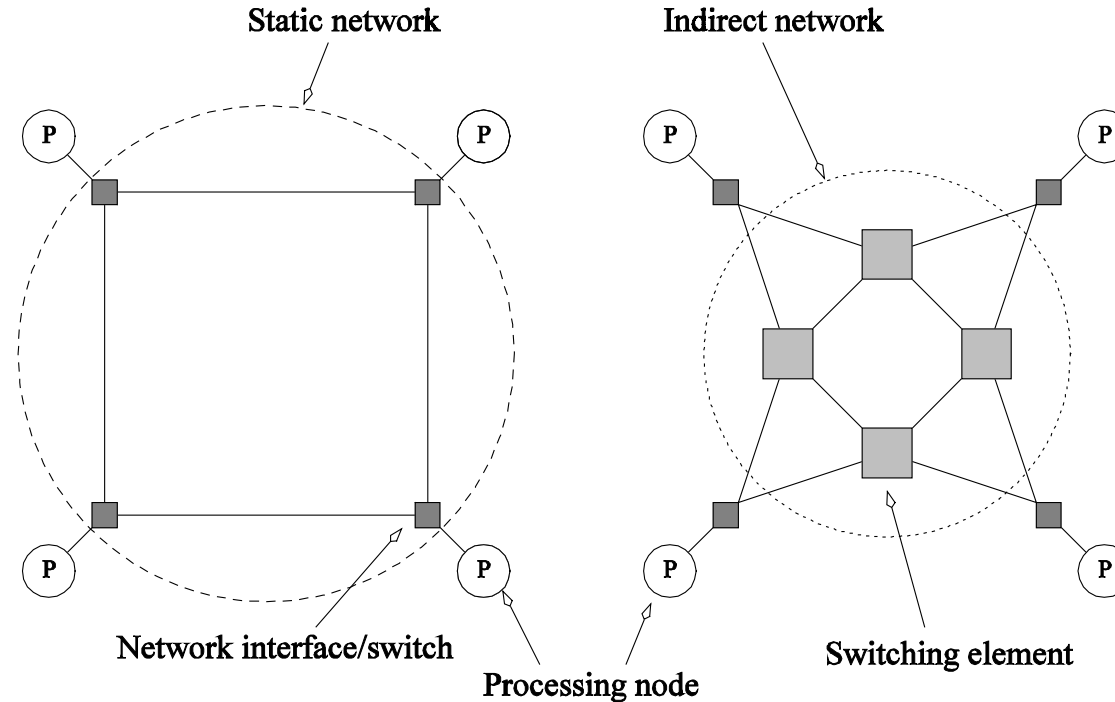 Static network
Indirect network
P
P
P
P
P
P
P
P
Network interface/switch
Switching element
Processing node